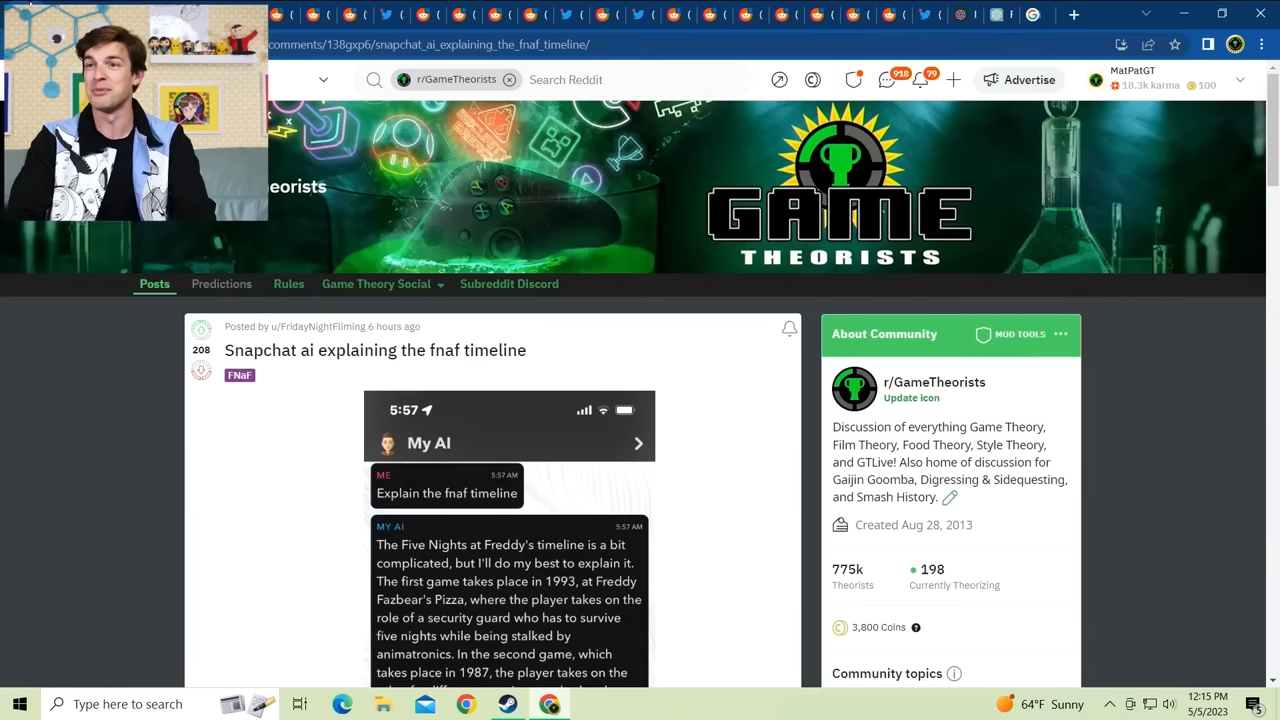 comments/138gxp6/snapchat_ai_explaining_the_fnaf_timeline/
r/GameTheorists
Search Reddit
918
79
Advertise
MatPatGT
18.3k karma
100
eorists
GAME
THEORISTS
Posts
Predictions
Rules
Game Theory Social
Subreddit Discord
Posted by u/FridayNightFliming 6 hours ago
208
Snapchat ai explaining the fnaf timeline
FNaF
5:57
My AI
ME
5:57 AM
Explain the fnaf timeline
MY AI
5:57 AM
The Five Nights at Freddy's timeline is a bit
complicated, but I'll do my best to explain it.
The first game takes place in 1993, at Freddy
Fazbear's Pizza, where the player takes on the
role of a security guard who has to survive
five nights while being stalked by
animatronics. In the second game, which
takes place in 1987, the player takes on the
About Community
MOD TOOLS
r/GameTheorists
Update icon
Discussion of everything Game Theory,
Film Theory, Food Theory, Style Theory,
and GTLive! Also home of discussion for
Gaijin Goomba, Digressing & Sidequesting,
and Smash History.
Created Aug 28, 2013
775k
Theorists
198
Currently Theorizing
3,800 Coins
Community topics
Type here to search
64°F Sunny
12:15 PM
5/5/2023
5